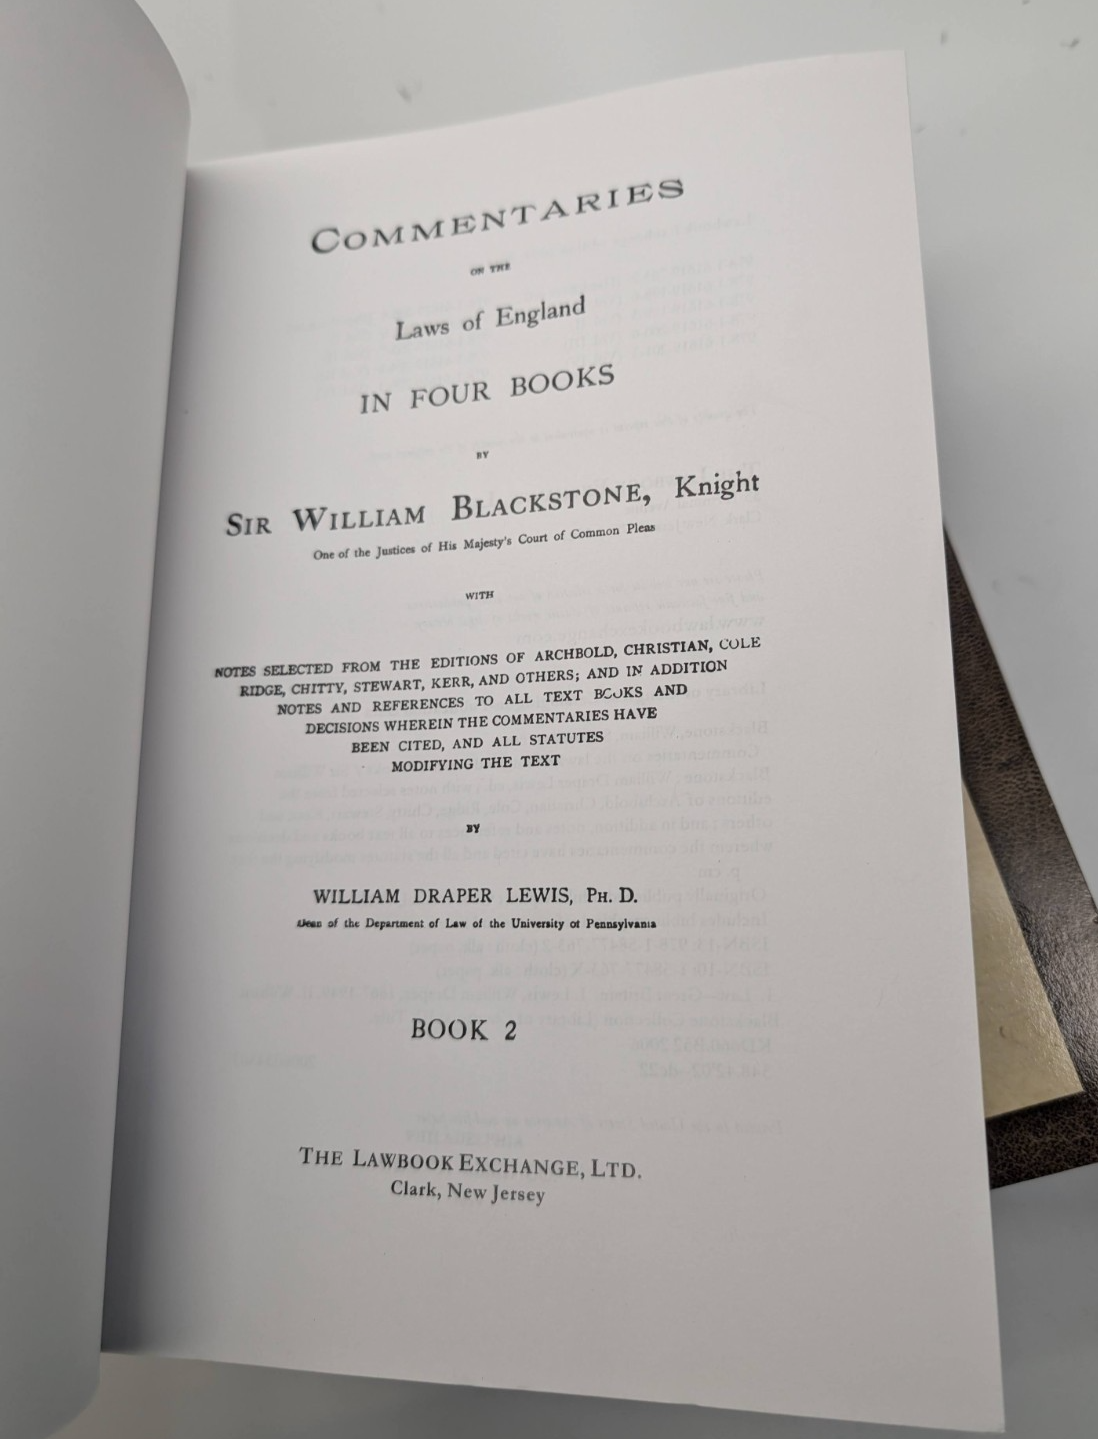 COMMENTARIES
ON THE
Laws of England
IN FOUR BOOKS
BY
SIR WILLIAM BLACKSTONE, Knight
One of the Justices of His Majesty's Court of Common Pleas
WITH
NOTES SELECTED FROM THE EDITIONS OF ARCHBOLD, CHRISTIAN, COLE
RIDGE, CHITTY, STEWART, KERR, AND OTHERS; AND IN ADDITION
NOTES AND REFERENCES TO ALL TEXT BOOKS AND
DECISIONS WHEREIN THE COMMENTARIES HAVE
BEEN CITED, AND ALL STATUTES
MODIFYING THE TEXT
BY
WILLIAM DRAPER LEWIS, PH. D.
Dean of the Department of Law of the University of Pennsylvania
BOOK 2
THE LAWBOOK EXCHANGE, LTD.
Clark, New Jersey